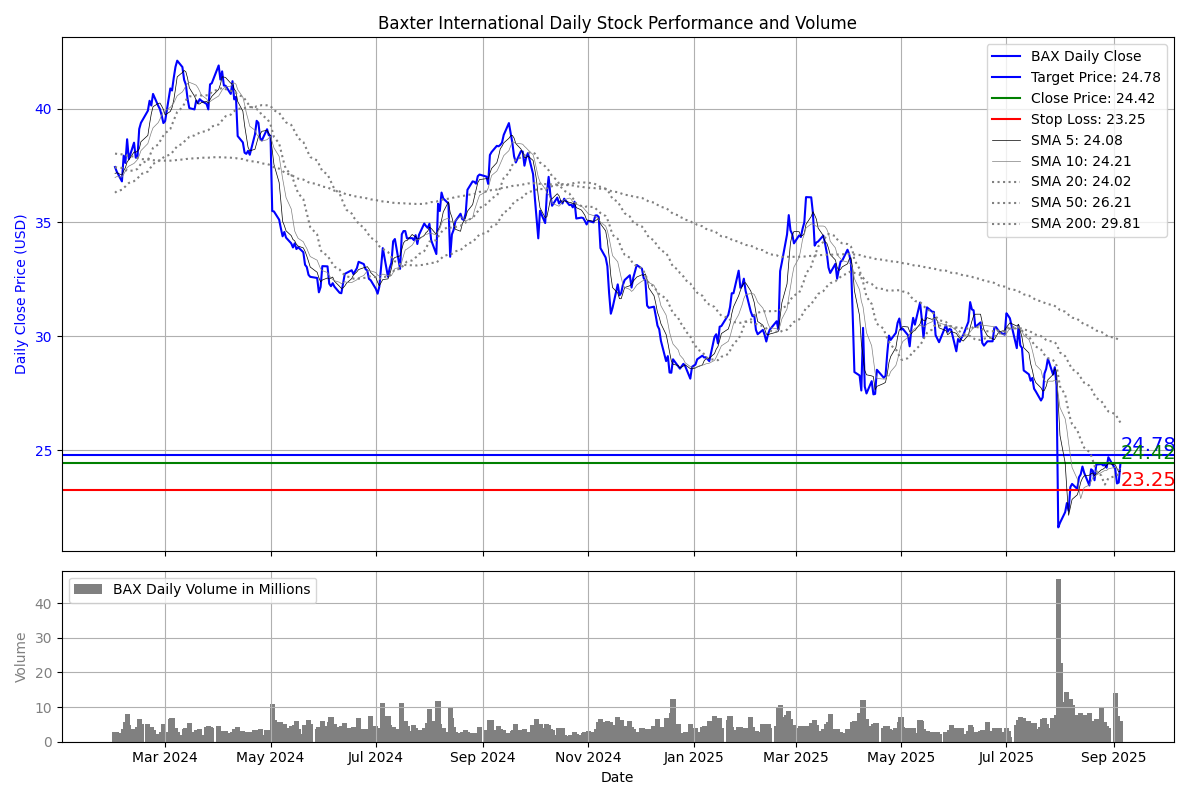 Baxter International Daily Stock Performance and Volume
Daily Close Price (USD)
40
35
30
25
BAX Daily Close
Target Price: 24.78
Close Price: 24.42
Stop Loss: 23.25
SMA 5: 24.08
SMA 10: 24.21
SMA 20: 24.02
SMA 50: 26.21
SMA 200: 29.81
24.78
24.42
23.25
BAX Daily Volume in Millions
Volume
40
30
20
10
0
Mar 2024
May 2024
Jul 2024
Sep 2024
Nov 2024
Jan 2025
Mar 2025
May 2025
Jul 2025
Sep 2025
Date